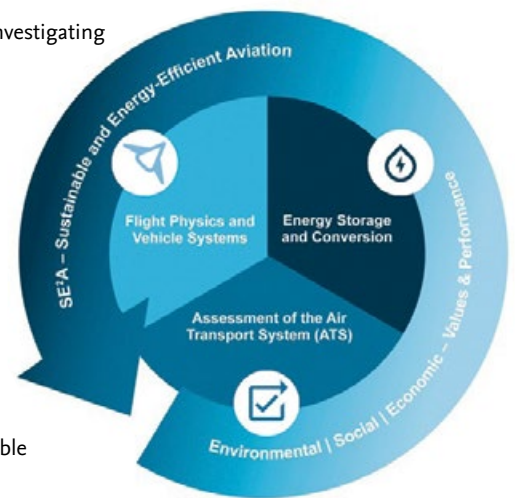 nvestigating
SE²A – Sustainable and Energy-Efficient Aviation
Flight Physics and
Vehicle Systems
Energy Storage
and Conversion
Assessment of the Air
Transport System (ATS)
Environmental | Social | Economic – Values & Performance
ble